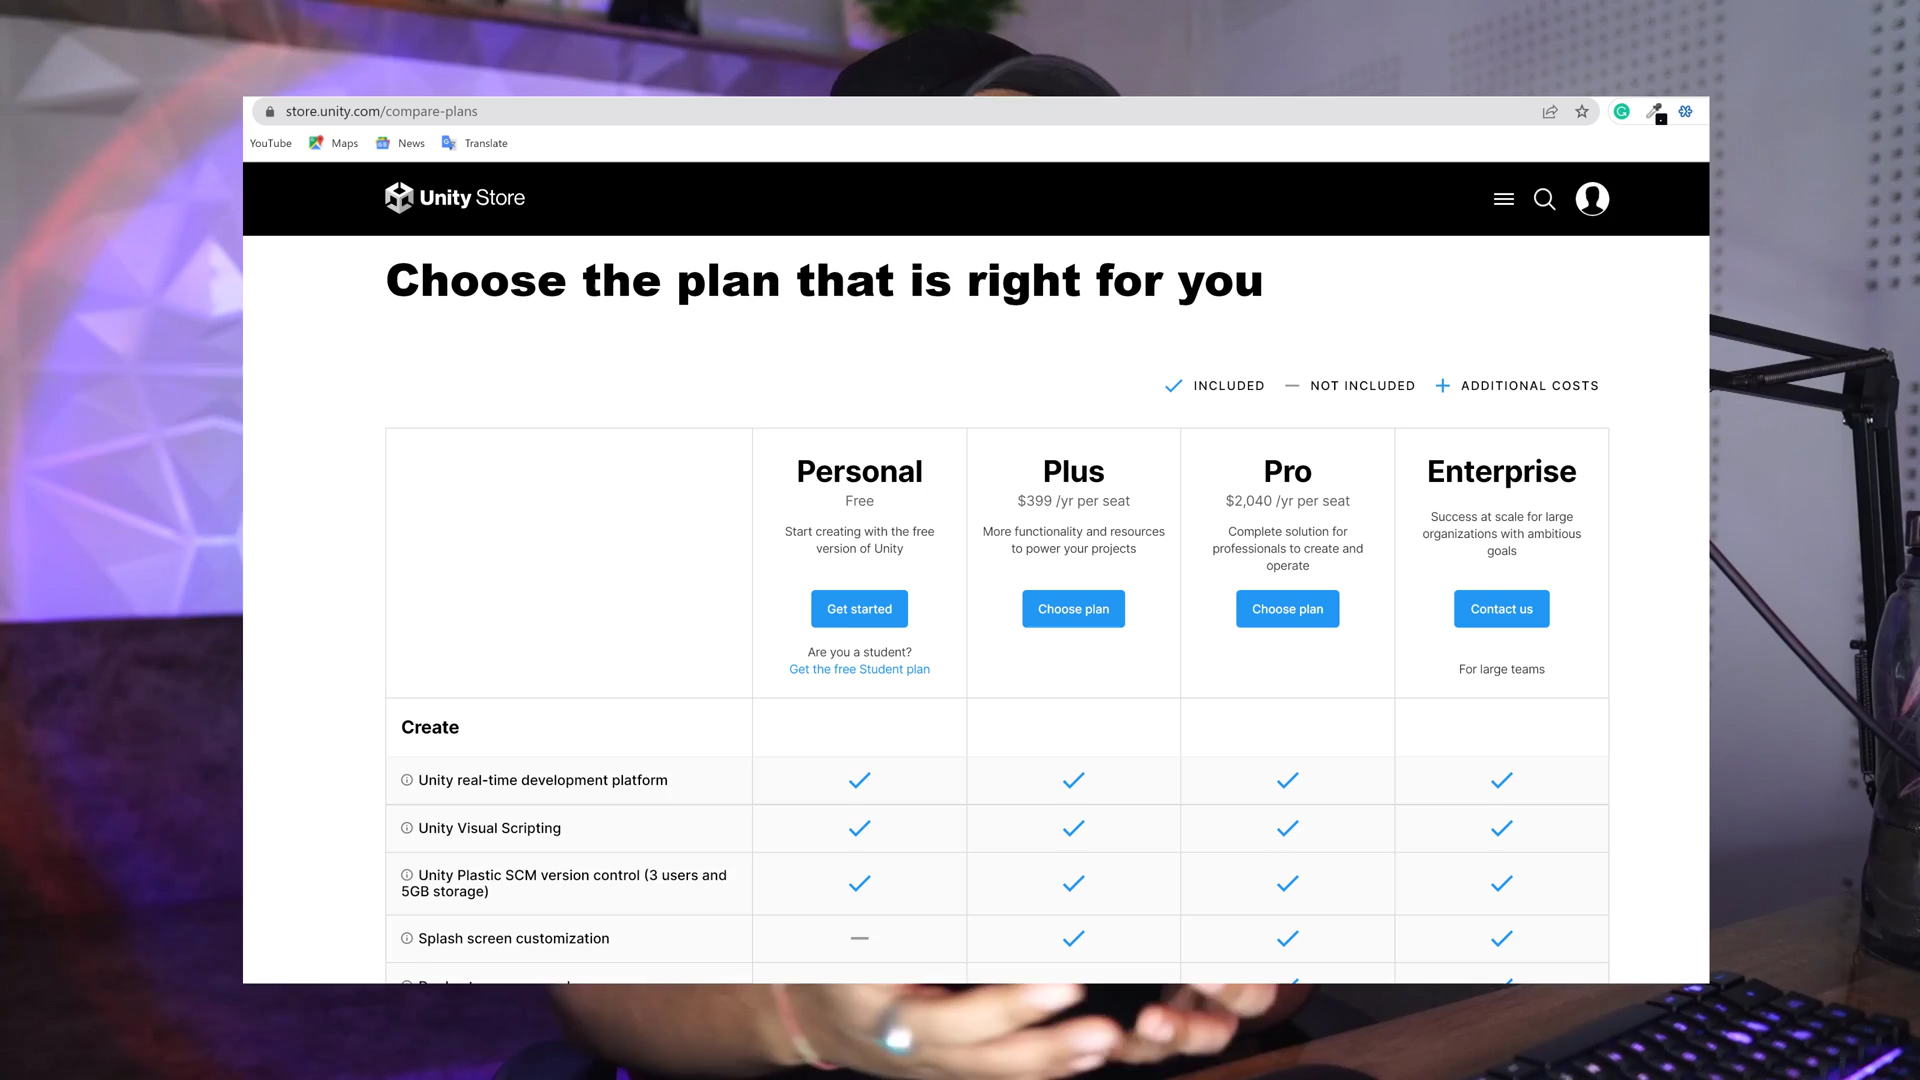 store.unity.com/compare-plans
YouTube Maps News Translate
Unity Store
Choose the plan that is right for you
INCLUDED NOT INCLUDED ADDITIONAL COSTS
Personal
Free
Start creating with the free
version of Unity
Get started
Are you a student?
Get the free Student plan
Plus
$399 /yr per seat
More functionality and resources
to power your projects
Choose plan
Pro
$2,040 /yr per seat
Complete solution for
professionals to create and
operate
Choose plan
Enterprise
Success at scale for large
organizations with ambitious
goals
Contact us
For large teams
Create
Unity real-time development platform
Unity Visual Scripting
Unity Plastic SCM version control (3 users and
5GB storage)
Splash screen customization